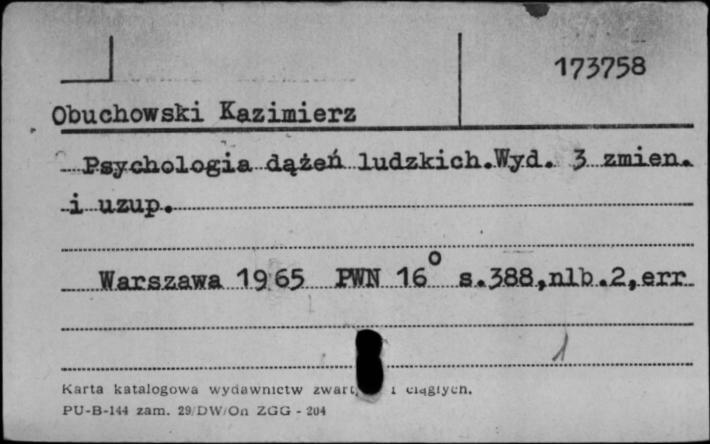 173758
Obuchowski Kazimierz
Psychologia dążeń ludzkich.Wyd. 3 zmien.
i uzup.
Warszawa 1965 PWN 16° s.388,nlb.2,err
1
Karta katalogowa wydawnictw i ciągłych.
PU-B-144 zam. 29/DW/On ZGG - 204